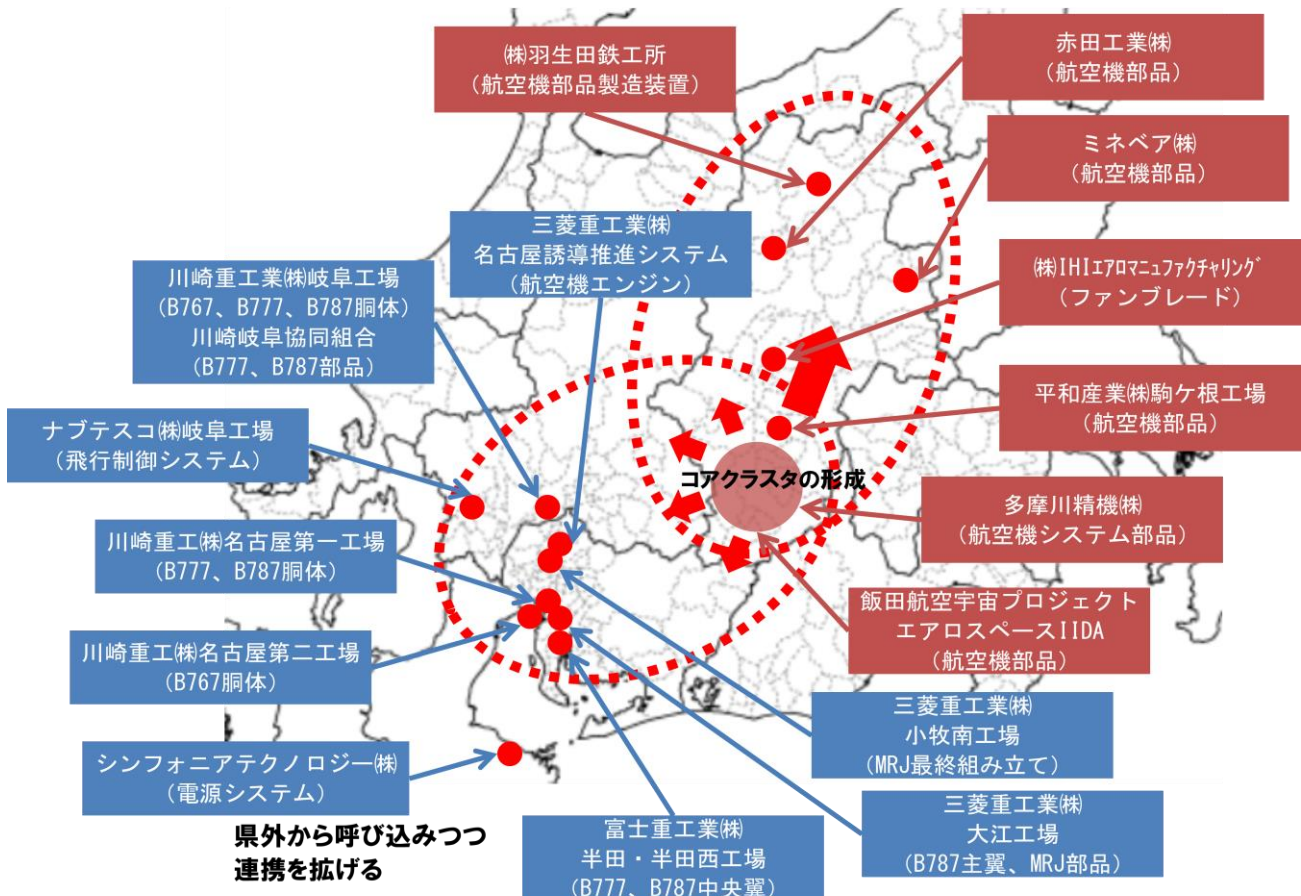 ㈱羽生田鉄工所
(航空機部品製造装置)
赤田工業㈱
(航空機部品)
ミネベア㈱
(航空機部品)
三菱重工業㈱
名古屋誘導推進システム
(航空機エンジン)
川崎重工業㈱岐阜工場
(B767、B777、B787胴体)
川崎岐阜協同組合
(B777、B787部品)
㈱IHIエアロマニュファクチャリング
(ファンブレード)
平和産業㈱駒ケ根工場
(航空機部品)
ナブテスコ㈱岐阜工場
(飛行制御システム)
コアクラスタの形成
多摩川精機㈱
(航空機システム部品)
川崎重工㈱名古屋第一工場
(B777、B787胴体)
飯田航空宇宙プロジェクト
エアロスペースIIDA
(航空機部品)
川崎重工㈱名古屋第二工場
(B767胴体)
三菱重工業㈱
小牧南工場
(MRJ最終組み立て)
シンフォニアテクノロジー㈱
(電源システム)
三菱重工業㈱
大江工場
(B787主翼、MRJ部品)
県外から呼び込みつつ
連携を拡げる
富士重工業㈱
半田・半田西工場
(B777、B787中央翼)